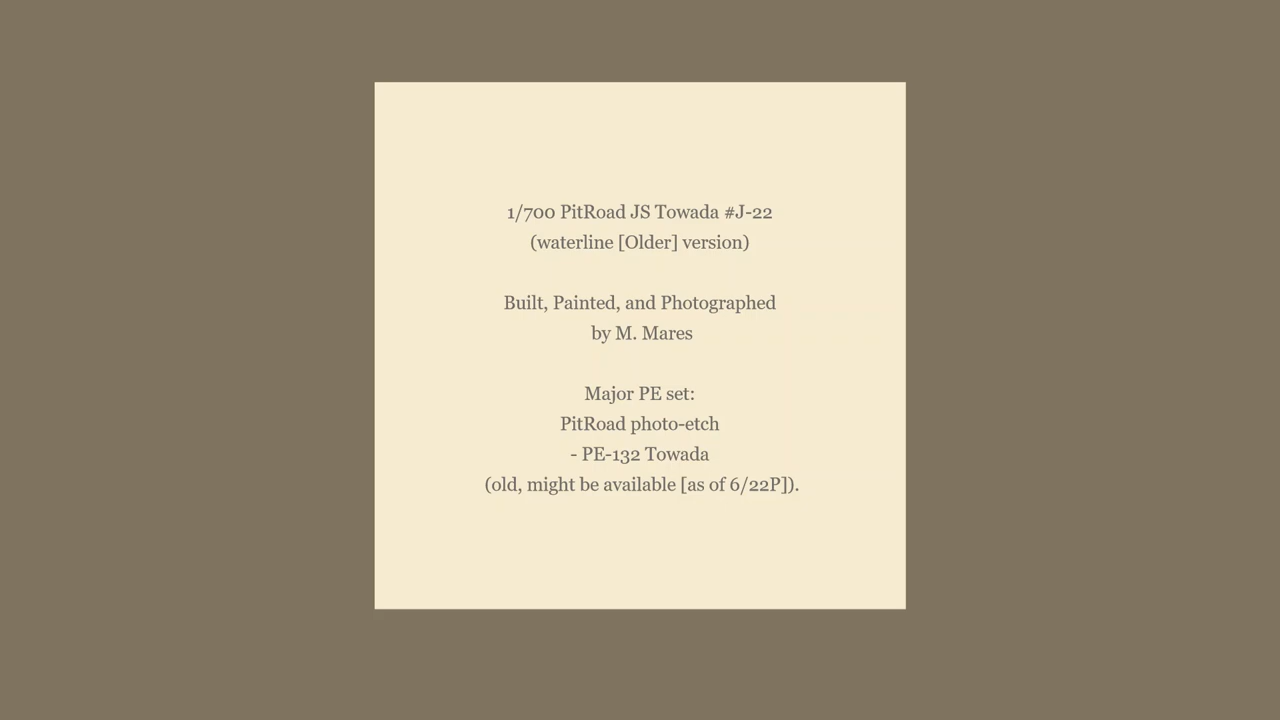 1/700 PitRoad JS Towada #J-22
(waterline [Older] version)
Built, Painted, and Photographed
by M. Mares
Major PE set:
PitRoad photo-etch
- PE-132 Towada
(old, might be available [as of 6/22P]).